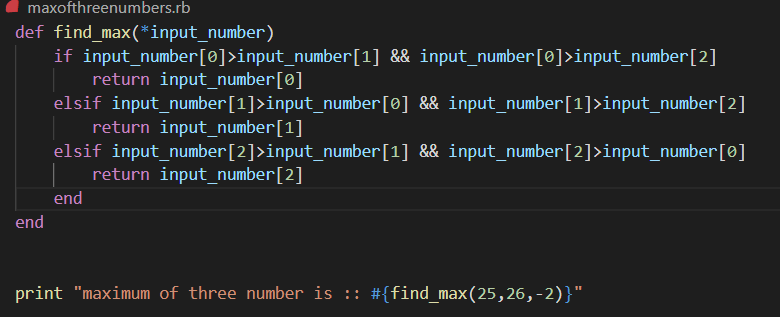 maxofthreenumbers.rb
def find_max(*input_number)
    if input_number[0]>input_number[1] && input_number[0]>input_number[2]
        return input_number[0]
    elsif input_number[1]>input_number[0] && input_number[1]>input_number[2]
        return input_number[1]
    elsif input_number[2]>input_number[1] && input_number[2]>input_number[0]
        return input_number[2]
    end
end
print "maximum of three number is :: #{find_max(25,26,-2)}"